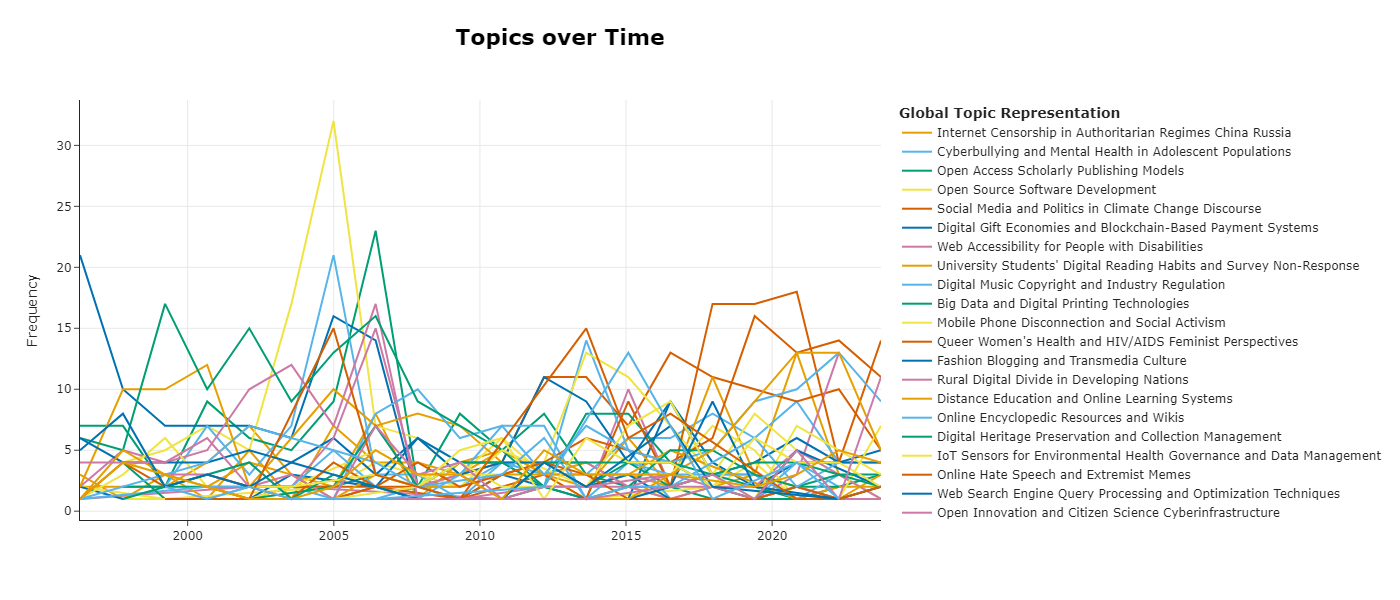 Topics over Time
Global Topic Representation
Internet Censorship in Authoritarian Regimes China Russia
Cyberbullying and Mental Health in Adolescent Populations
Open Access Scholarly Publishing Models
Open Source Software Development
Social Media and Politics in Climate Change Discourse
Digital Gift Economies and Blockchain-Based Payment Systems
Web Accessibility for People with Disabilities
University Students' Digital Reading Habits and Survey Non-Response
Digital Music Copyright and Industry Regulation
Big Data and Digital Printing Technologies
Mobile Phone Disconnection and Social Activism
Queer Women's Health and HIV/AIDS Feminist Perspectives
Fashion Blogging and Transmedia Culture
Rural Digital Divide in Developing Nations
Distance Education and Online Learning Systems
Online Encyclopedic Resources and Wikis
Digital Heritage Preservation and Collection Management
IoT Sensors for Environmental Health Governance and Data Management
Online Hate Speech and Extremist Memes
Web Search Engine Query Processing and Optimization Techniques
Open Innovation and Citizen Science Cyberinfrastructure
Frequency
30
25
20
15
10
5
0
2000
2005
2010
2015
2020